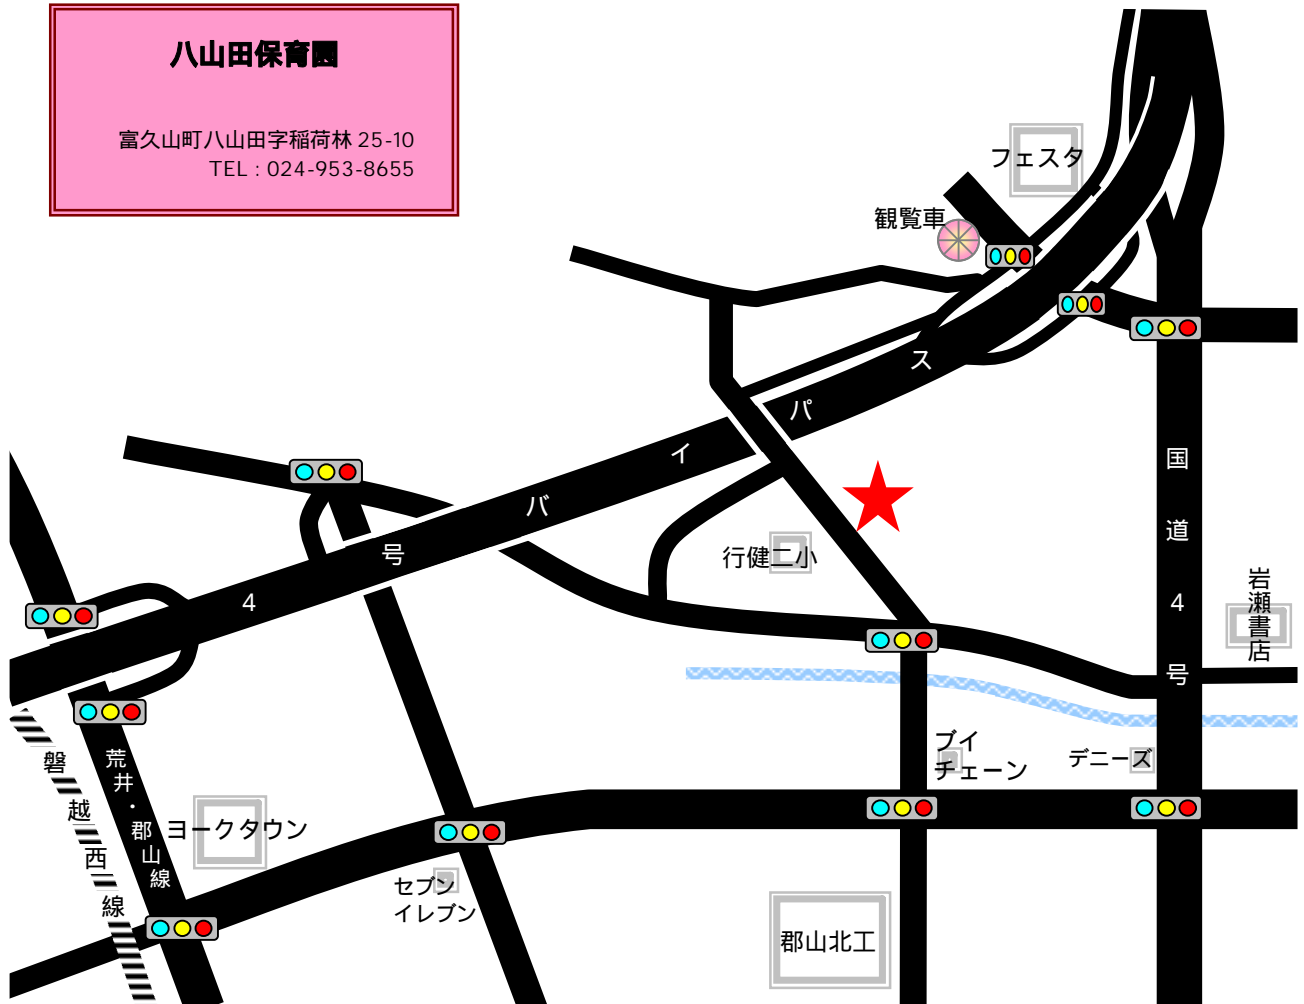 八山田保育園
富久山町八山田字稲荷林 25-10
TEL : 024-953-8655
フェスタ
観覧車
4号バイパス
国道4号
行健二小
岩瀬書店
ブイ
チェーン
デニーズ
磐越西線
荒井・郡山線
ヨークタウン
セブン
イレブン
郡山北工